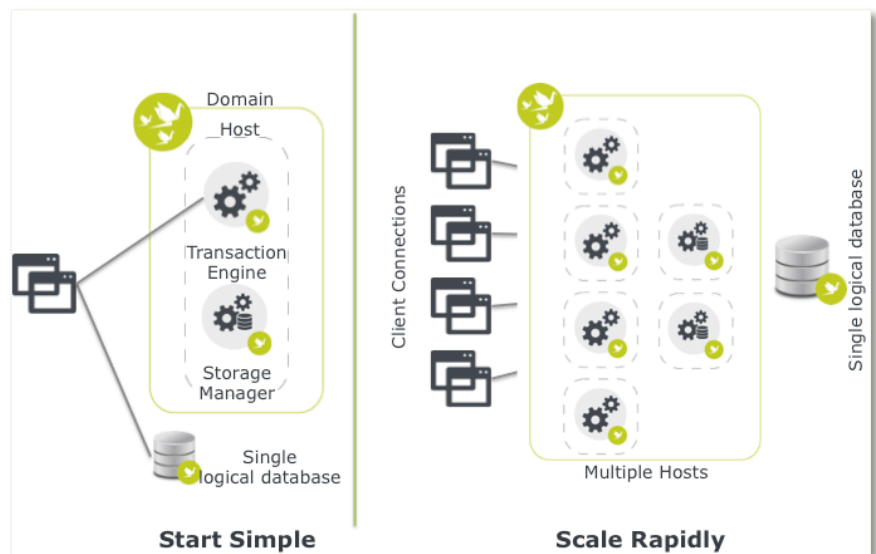 Domain
Host
Transaction
Engine
Storage
Manager
Single
logical database
Start Simple
Client Connections
Multiple Hosts
Single logical database
Scale Rapidly